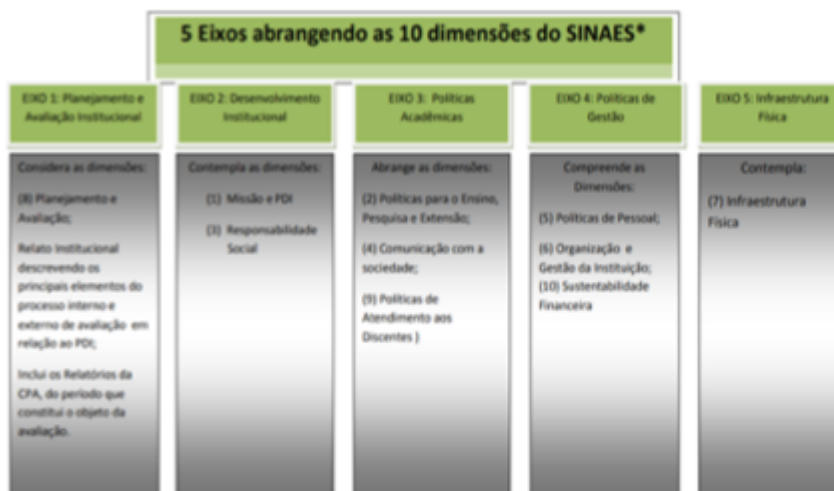 5 Eixos abrangendo as 10 dimensões do SINAES*
EIXO 1: Planejamento e
Avaliação Institucional
EIXO 2: Desenvolvimento
Institucional
EIXO 3: Políticas
Acadêmicas
EIXO 4: Políticas de
Gestão
EIXO 5: Infraestrutura
Física
Considera as dimensões:
(8) Planejamento e
Avaliação;
Relato Institucional
descrevendo os
principais elementos do
processo interno e
externo de avaliação em
relação ao PDI;
Inclui os Relatórios da
CPA, do período que
constitui o objeto da
avaliação.
Contempla as dimensões:
(1) Missão e PDI
(3) Responsabilidade
Social
Abrange as dimensões:
(2) Políticas para o Ensino,
Pesquisa e Extensão;
(4) Comunicação com a
sociedade;
(9) Políticas de
Atendimento aos
Discentes )
Compreende as
Dimensões:
(5) Políticas de Pessoal;
(6) Organização e
Gestão da Instituição;
(10) Sustentabilidade
Financeira
Contempla:
(7) Infraestrutura
Física